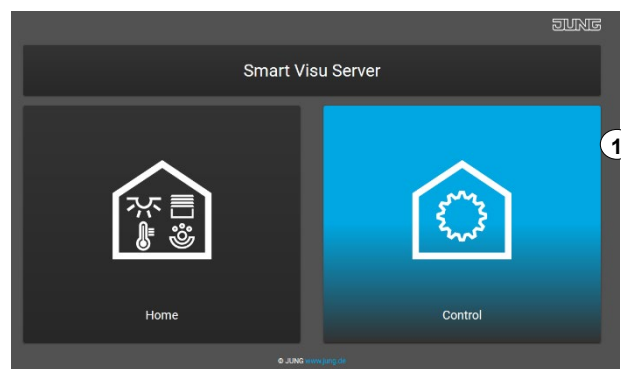 JUNG
Smart Visu Server
1
Home
Control
© JUNG www.jung.de